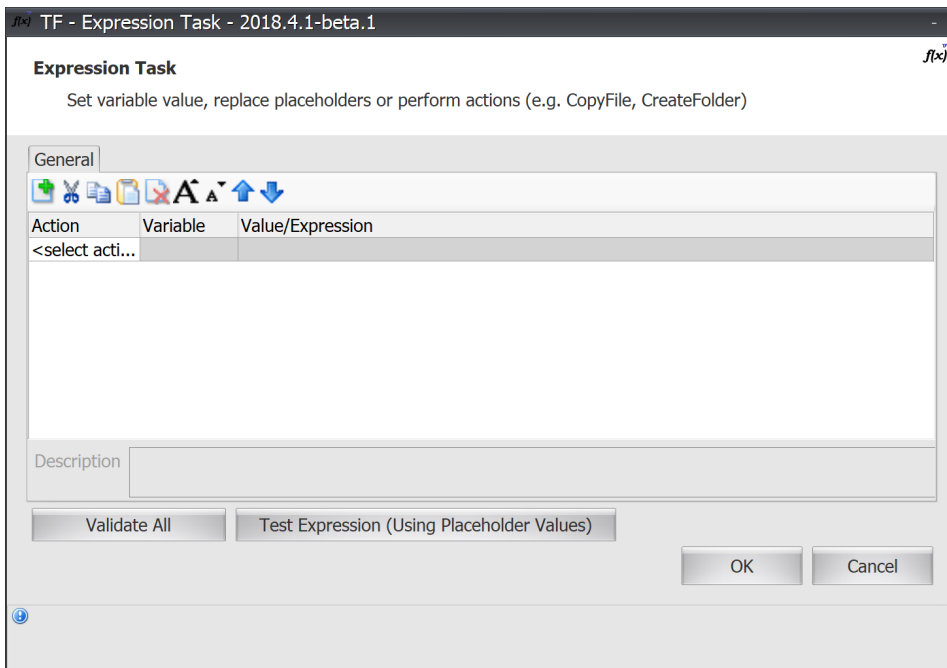 f(x) TF - Expression Task - 2018.4.1-beta.1
f(x)
Expression Task
Set variable value, replace placeholders or perform actions (e.g. CopyFile, CreateFolder)
General
A A
Action Variable Value/Expression
<select acti...
Description
Validate All Test Expression (Using Placeholder Values)
OK Cancel